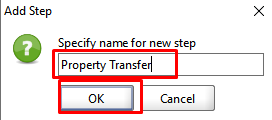 Add Step
Specify name for new step
Property Transfer
OK
Cancel